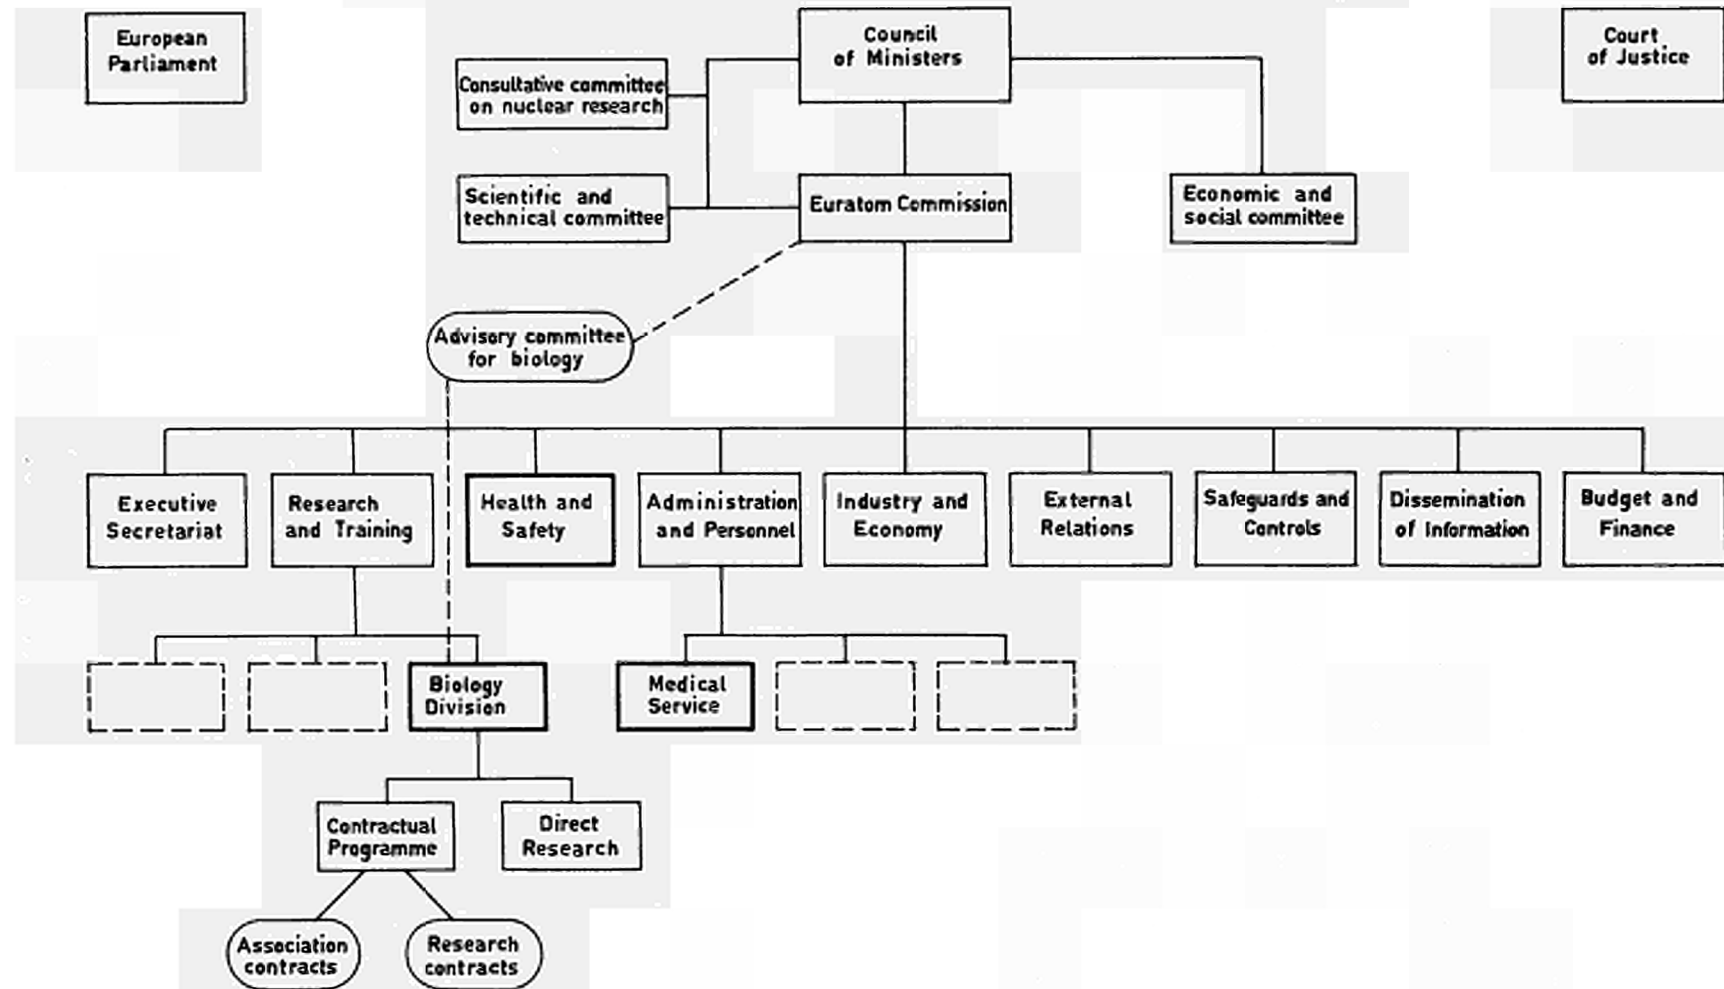 European
Parliament
Council
of Ministers
Court
of Justice
Consultative committee
on nuclear research
Scientific and
technical committee
Euratom Commission
Economic and
social committee
Advisory committee
for biology
Executive
Secretariat
Research
and Training
Health and
Safety
Administration
and Personnel
Industry and
Economy
External
Relations
Safeguards and
Controls
Dissemination
of Information
Budget and
Finance
Biology
Division
Medical
Service
Contractual
Programme
Direct
Research
Association
contracts
Research
contracts